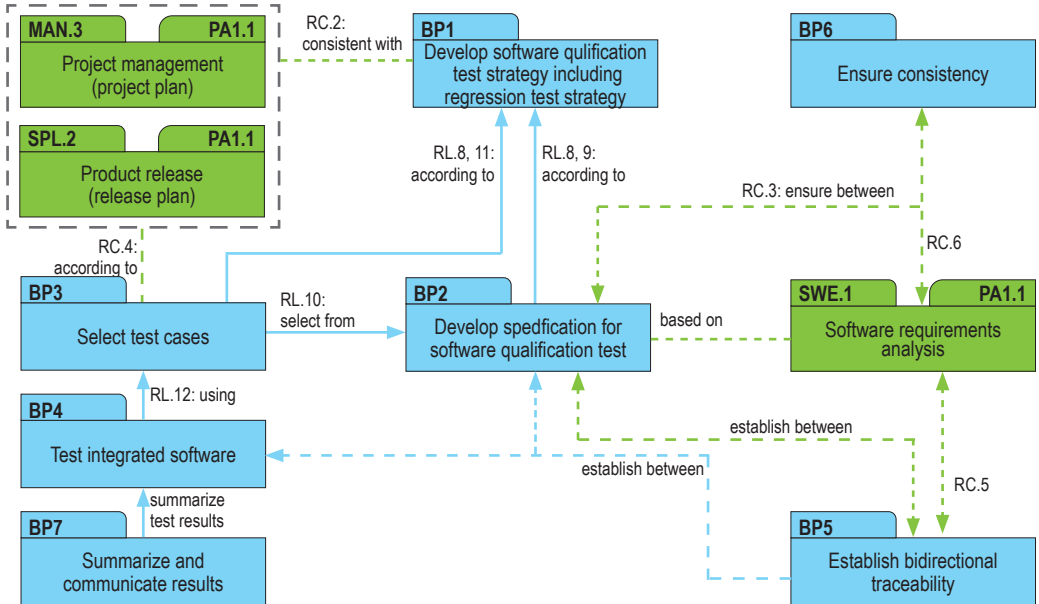 MAN.3 PA1.1
Project management
(project plan)
SPL.2 PA1.1
Product release
(release plan)
RC.2:
consistent with
BP1
Develop software qulification
test strategy including
regression test strategy
BP6
Ensure consistency
RL.8, 11:
according to
RL.8, 9:
according to
RC.3: ensure between
RC.6
RC.4:
according to
BP3
Select test cases
RL.10:
select from
BP2
Develop spedfication for
software qualification test
based on
SWE.1 PA1.1
Software requirements
analysis
RL.12: using
BP4
Test integrated software
establish between
establish between
RC.5
summarize
test results
BP7
Summarize and
communicate results
BP5
Establish bidirectional
traceability